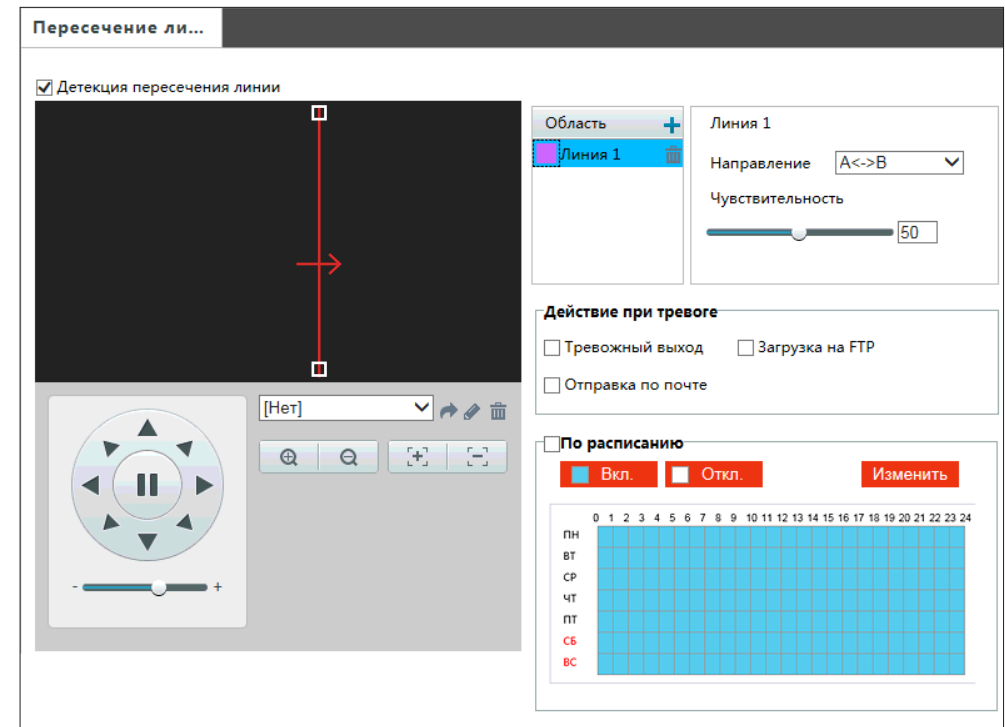 Пересечение ли...
Детекция пересечения линии
Область +
Линия 1
Линия 1
Направление A<->B
Чувствительность
50
Действие при тревоге
Тревожный выход Загрузка на FTP
Отправка по почте
[Нет]
- +
По расписанию
Вкл. Откл. Изменить
0 1 2 3 4 5 6 7 8 9 10 11 12 13 14 15 16 17 18 19 20 21 22 23 24
ПН
ВТ
СР
ЧТ
ПТ
СБ
ВС